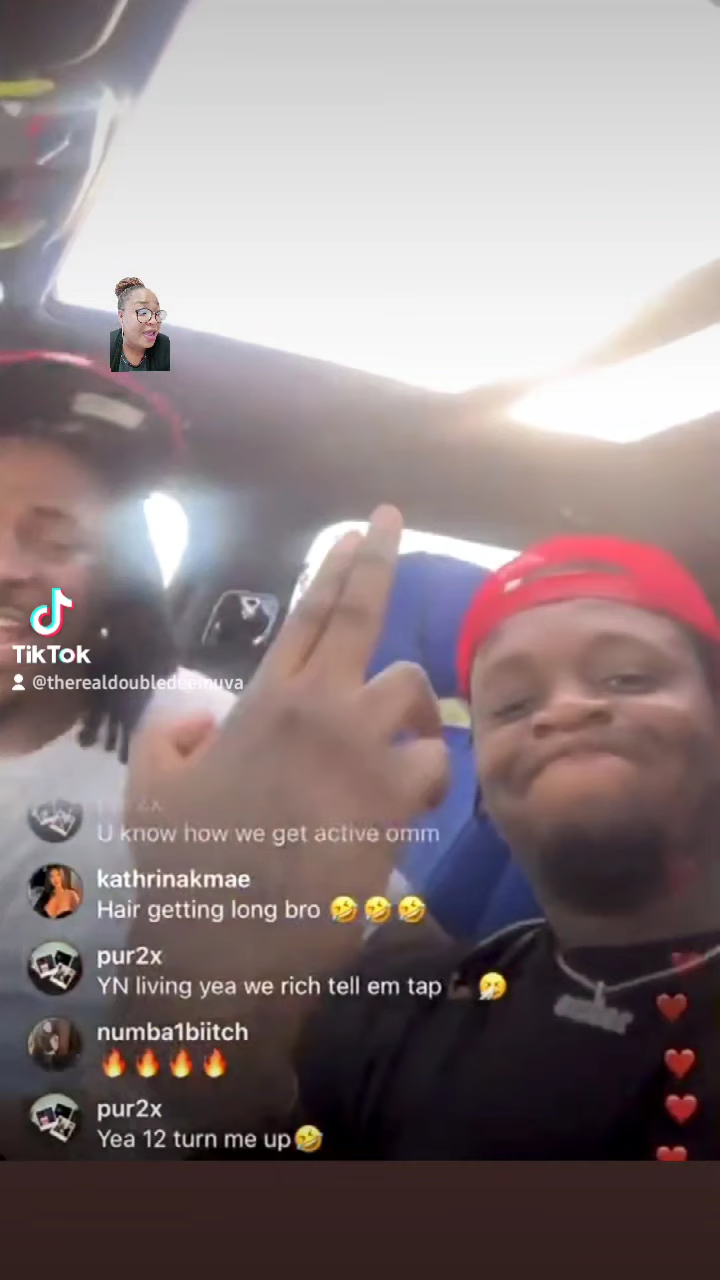 TikTok
@therealdoubledeemuva
U know how we get active omm
kathrinakmae
Hair getting long bro 🤣🤣🤣
pur2x
YN living yea we rich tell em tap
numba1biitch
🔥🔥🔥🔥
pur2x
Yea 12 turn me up🤣